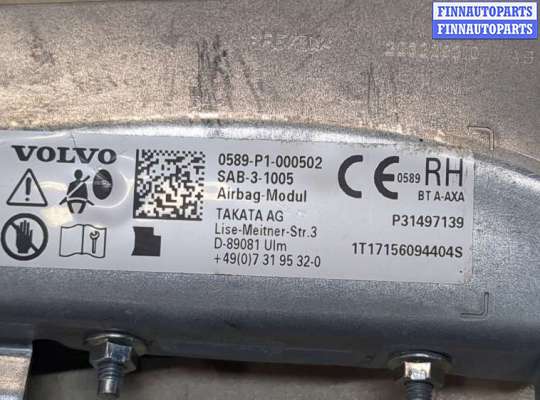 FINNAUTOPARTS
FINNAUTOPARTS
VOLVO
0589-P1-000502
SAB-3-1005
Airbag-Modul
TAKATA AG
Lise-Meitner-Str.3
D-89081 Ulm
+49(0)7 31 95 32-0
CE 0589 RH
BT A-AXA
P31497139
1T17156094404S